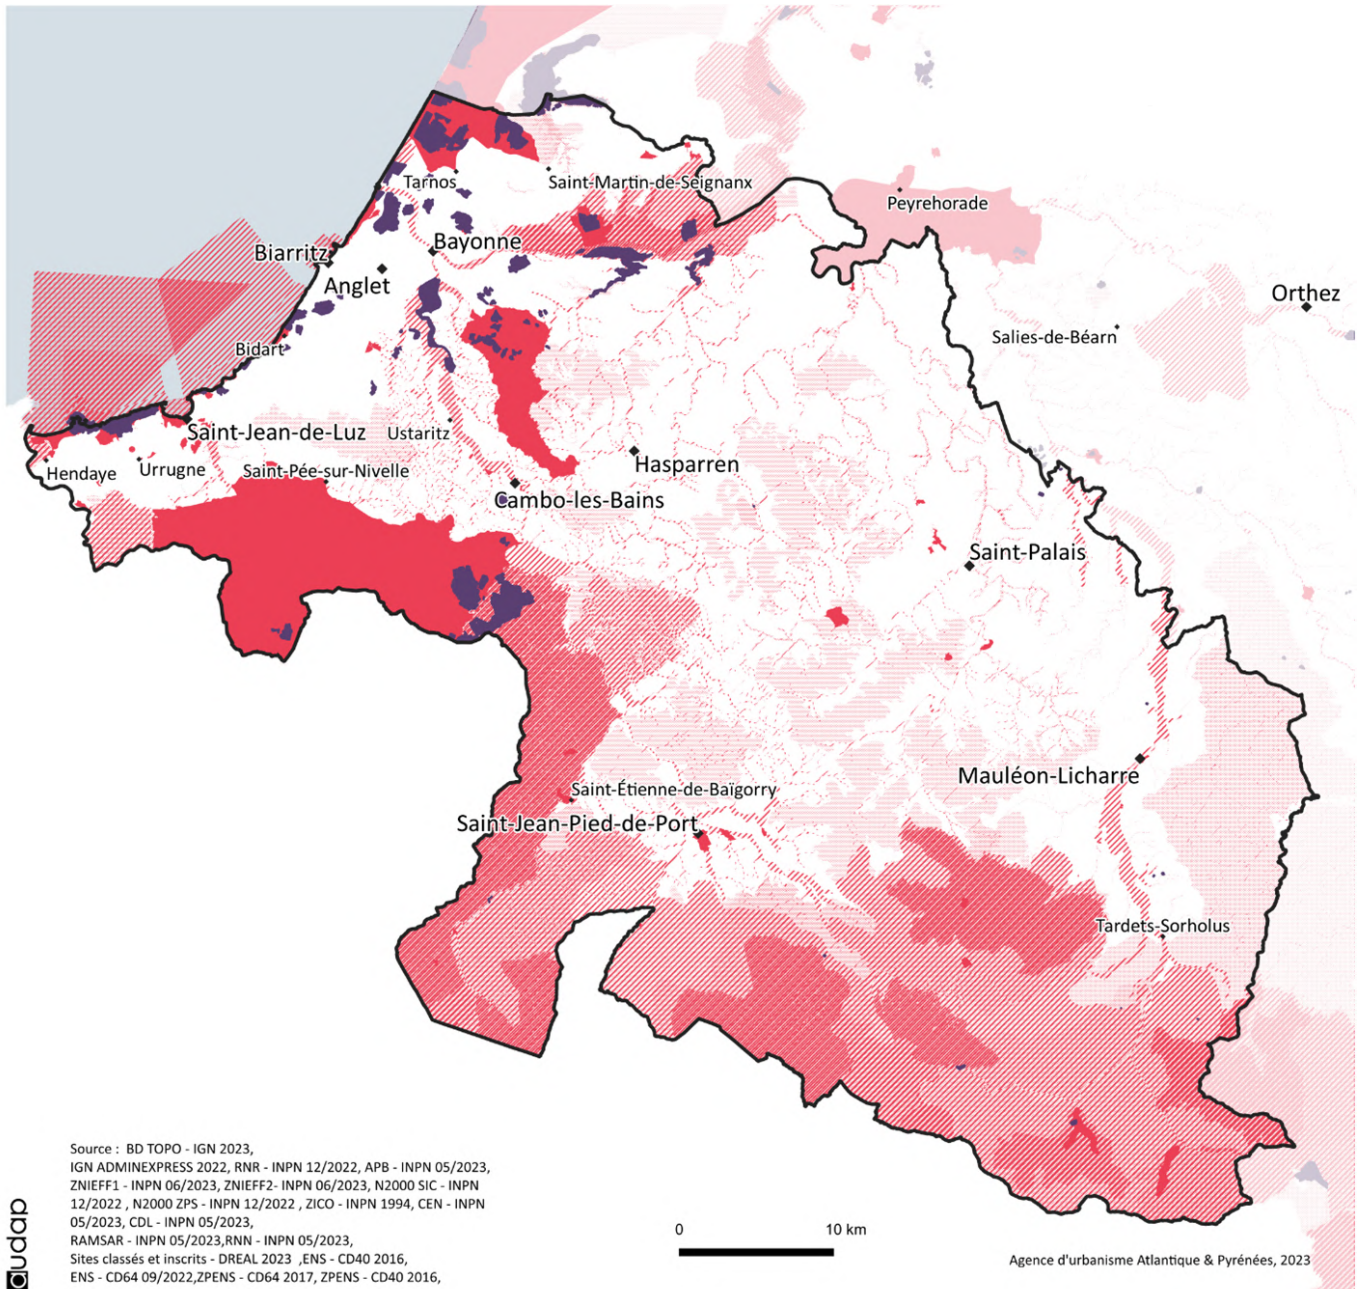 Tarnos
Saint-Martin-de-Seignanx
Peyrehorade
Biarritz
Bayonne
Anglet
Orthez
Salies-de-Béarn
Bidart
Saint-Jean-de-Luz
Ustaritz
Hendaye
Urrugne
Saint-Pée-sur-Nivelle
Hasparren
Cambo-les-Bains
Saint-Palais
Mauléon-Licharre
Saint-Étienne-de-Baïgorry
Saint-Jean-Pied-de-Port
Tardets-Sorholus
Source : BD TOPO - IGN 2023,
IGN ADMINEXPRESS 2022, RNR - INPN 12/2022, APB - INPN 05/2023,
ZNIEFF1 - INPN 06/2023, ZNIEFF2- INPN 06/2023, N2000 SIC - INPN
12/2022 , N2000 ZPS - INPN 12/2022 , ZICO - INPN 1994, CEN - INPN
05/2023, CDL - INPN 05/2023,
RAMSAR - INPN 05/2023,RNN - INPN 05/2023,
Sites classés et inscrits - DREAL 2023 ,ENS - CD40 2016,
ENS - CD64 09/2022,ZPENS - CD64 2017, ZPENS - CD40 2016,
audap
0 10 km
Agence d'urbanisme Atlantique & Pyrénées, 2023